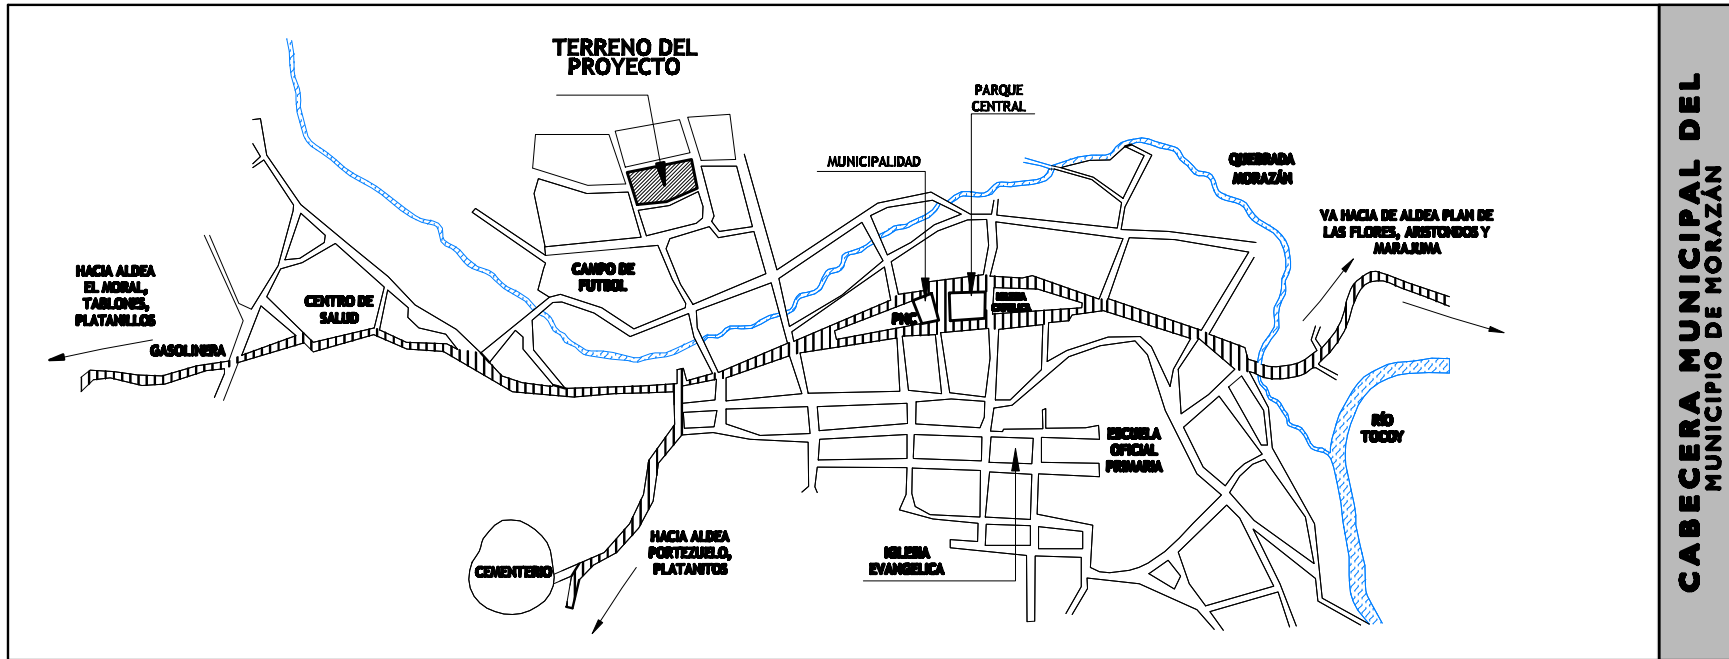 TERRENO DEL
PROYECTO
PARQUE
CENTRAL
MUNICIPALIDAD
QUEBRADA
MORAZÁN
VA HACIA DE ALDEA PLAN DE
LAS FLORES, ARISTONDOS Y
MARAJUMA
HACIA ALDEA
EL MORAL,
TABLONES,
PLATANILLOS
CAMPO DE
FUTBOL
CENTRO DE
SALUD
IGLESIA
CATOLICA
PNC
GASOLINERA
RÍO
TOCOY
ESCUELA
OFICIAL
PRIMARIA
HACIA ALDEA
PORTEZUELO,
PLATANITOS
IGLESIA
EVANGELICA
CEMENTERIO
CABECERA MUNICIPAL DEL
MUNICIPIO DE MORAZÁN